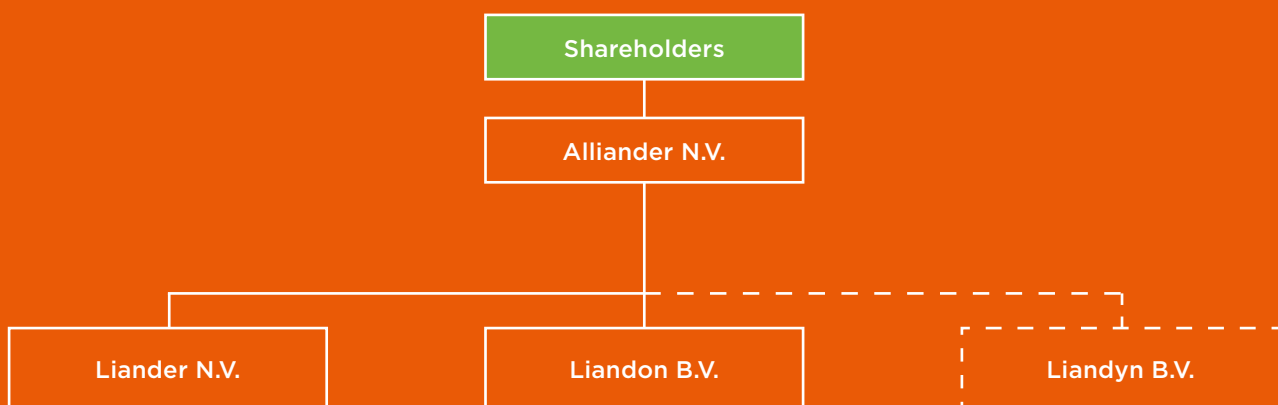 Shareholders
Alliander N.V.
Liander N.V.
Liandon B.V.
Liandyn B.V.